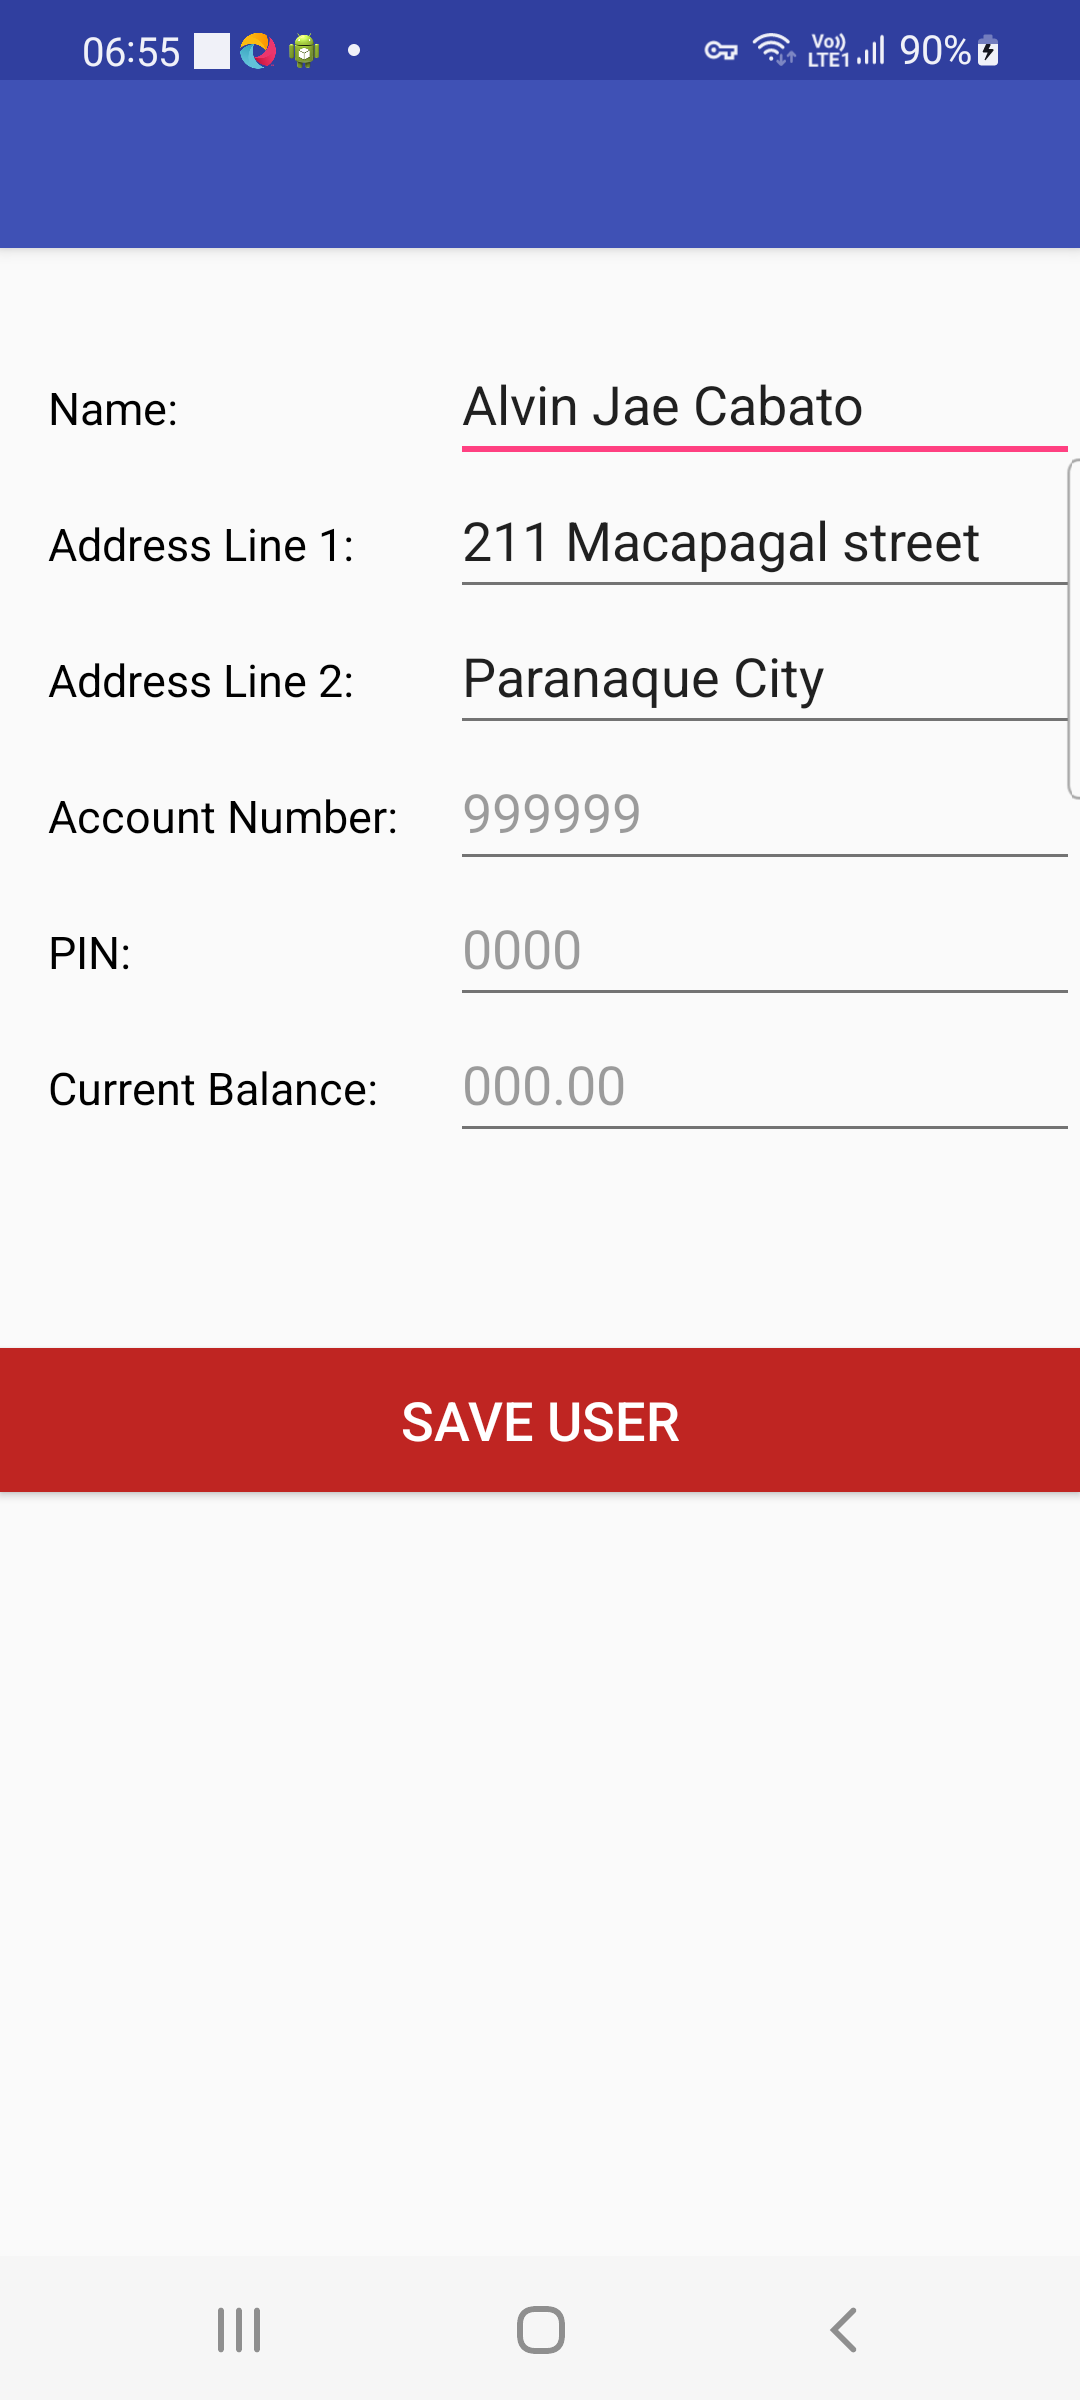 06:55 Vo)) LTE1 90%
Name: Alvin Jae Cabato
Address Line 1: 211 Macapagal street
Address Line 2: Paranaque City
Account Number: 999999
PIN: 0000
Current Balance: 000.00
SAVE USER